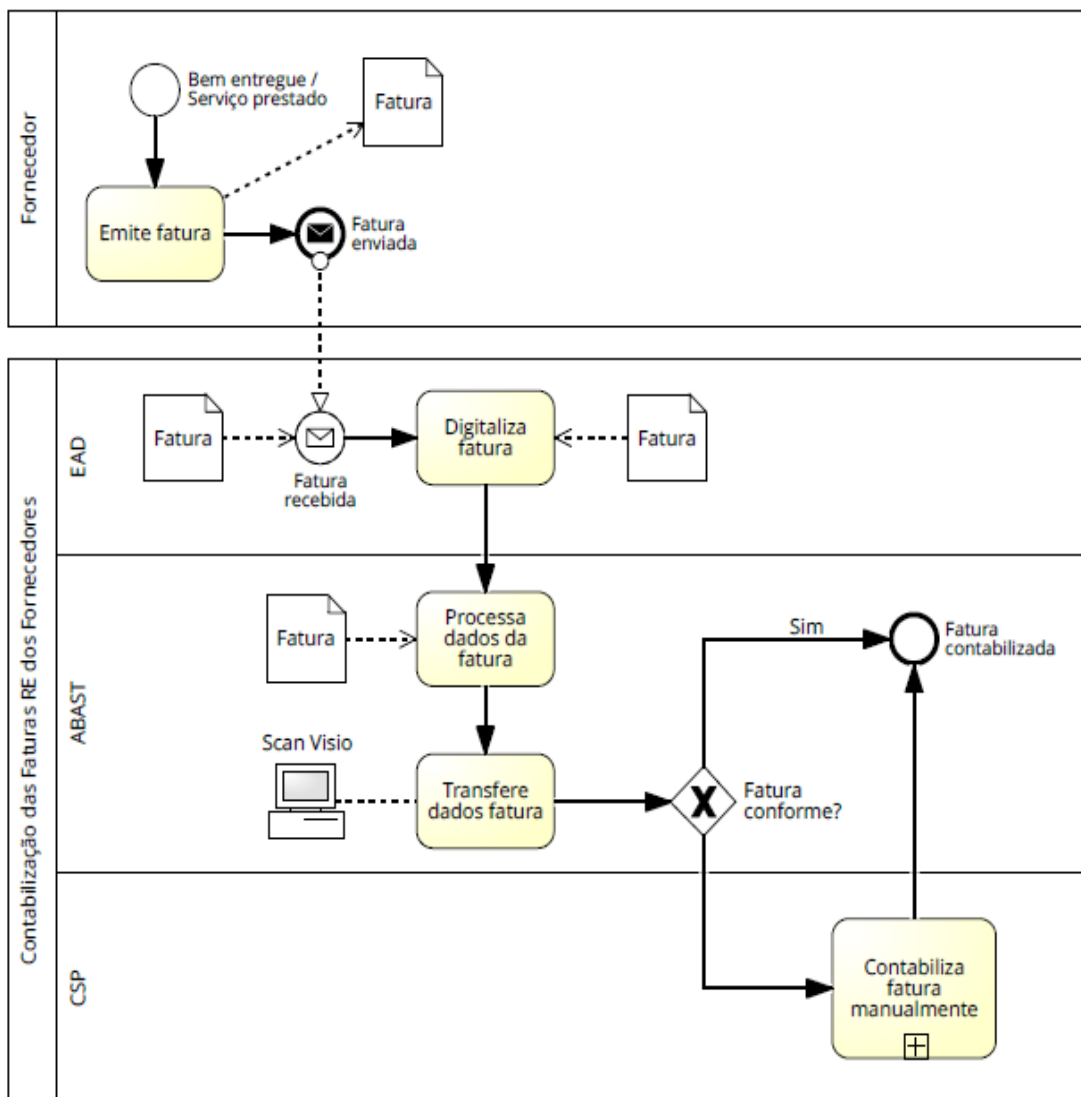 Fornecedor
Bem entregue /
Serviço prestado
Fatura
Emite fatura
Fatura
enviada
Contabilização das Faturas RE dos Fornecedores
EAD
Fatura
Fatura
recebida
Digitaliza
fatura
Fatura
ABAST
Fatura
Processa
dados da
fatura
Sim
Fatura
contabilizada
Scan Visio
Transfere
dados fatura
X
Fatura
conforme?
CSP
Contabiliza
fatura
manualmente